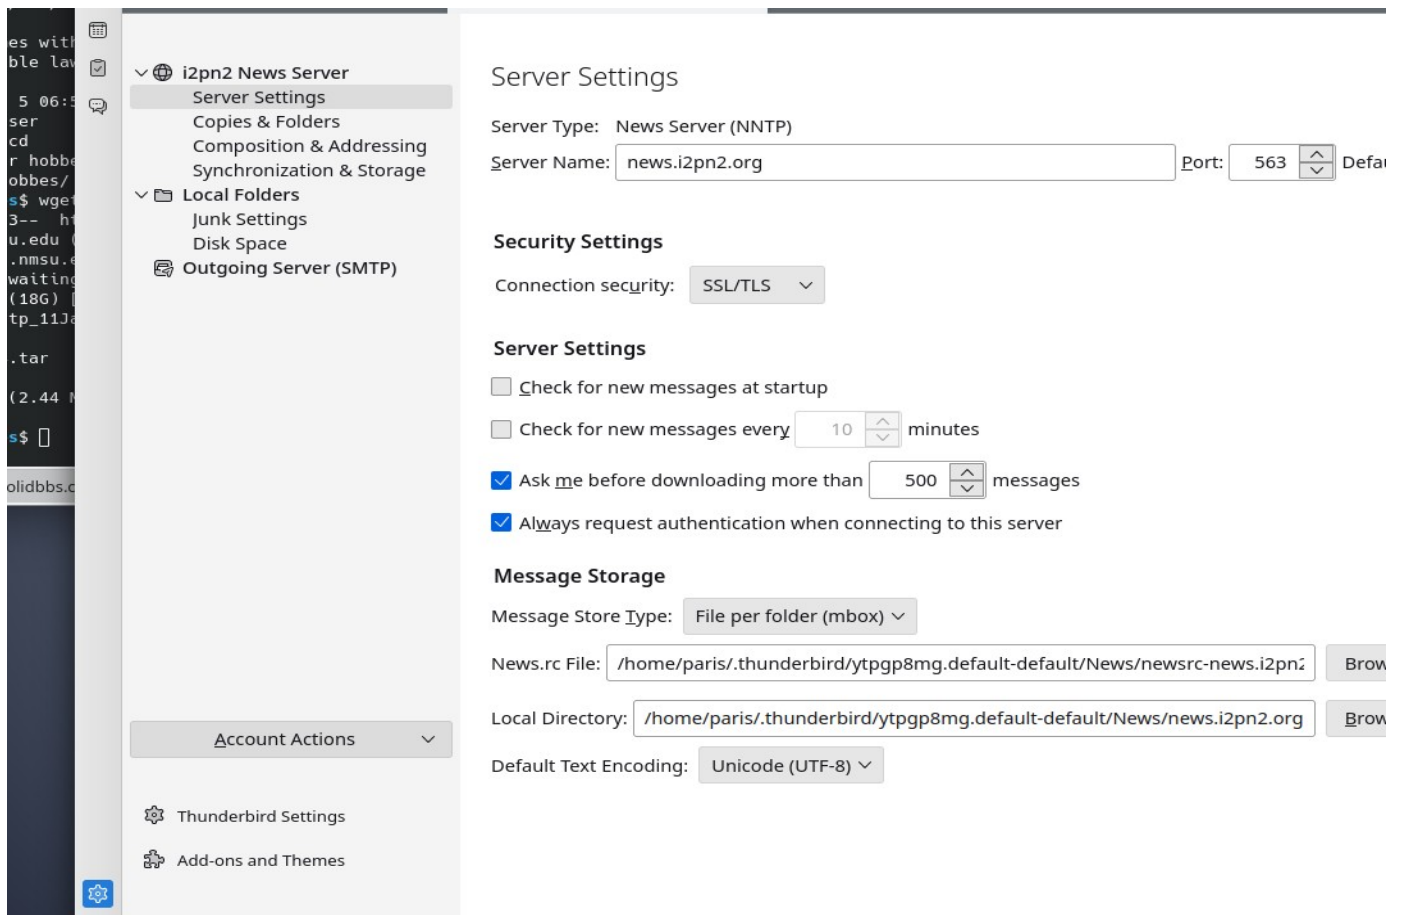 es with
ble law
5 06:5
ser
cd
r hobbe
obbes/
s$ wget
3-- ht
u.edu (
.nmsu.e
waiting
(18G) [
tp_11Ja
.tar
(2.44 M
s$
olidbbs.c
i2pn2 News Server
Server Settings
Copies & Folders
Composition & Addressing
Synchronization & Storage
Local Folders
Junk Settings
Disk Space
Outgoing Server (SMTP)
Account Actions
Thunderbird Settings
Add-ons and Themes
Server Settings
Server Type: News Server (NNTP)
Server Name: news.i2pn2.org Port: 563 Defau
Security Settings
Connection security: SSL/TLS
Server Settings
Check for new messages at startup
Check for new messages every 10 minutes
Ask me before downloading more than 500 messages
Always request authentication when connecting to this server
Message Storage
Message Store Type: File per folder (mbox)
News.rc File: /home/paris/.thunderbird/ytpgp8mg.default-default/News/newsrc-news.i2pn2 Brow
Local Directory: /home/paris/.thunderbird/ytpgp8mg.default-default/News/news.i2pn2.org Brow
Default Text Encoding: Unicode (UTF-8)